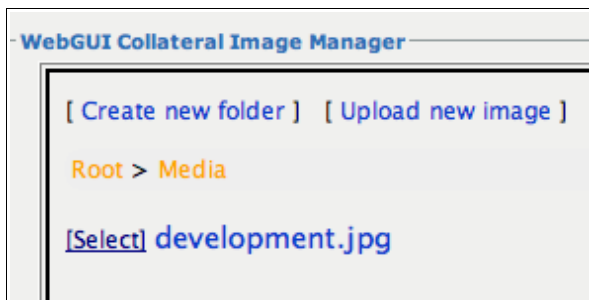 WebGUI Collateral Image Manager
[ Create new folder ] [ Upload new image ]
Root > Media
[Select] development.jpg